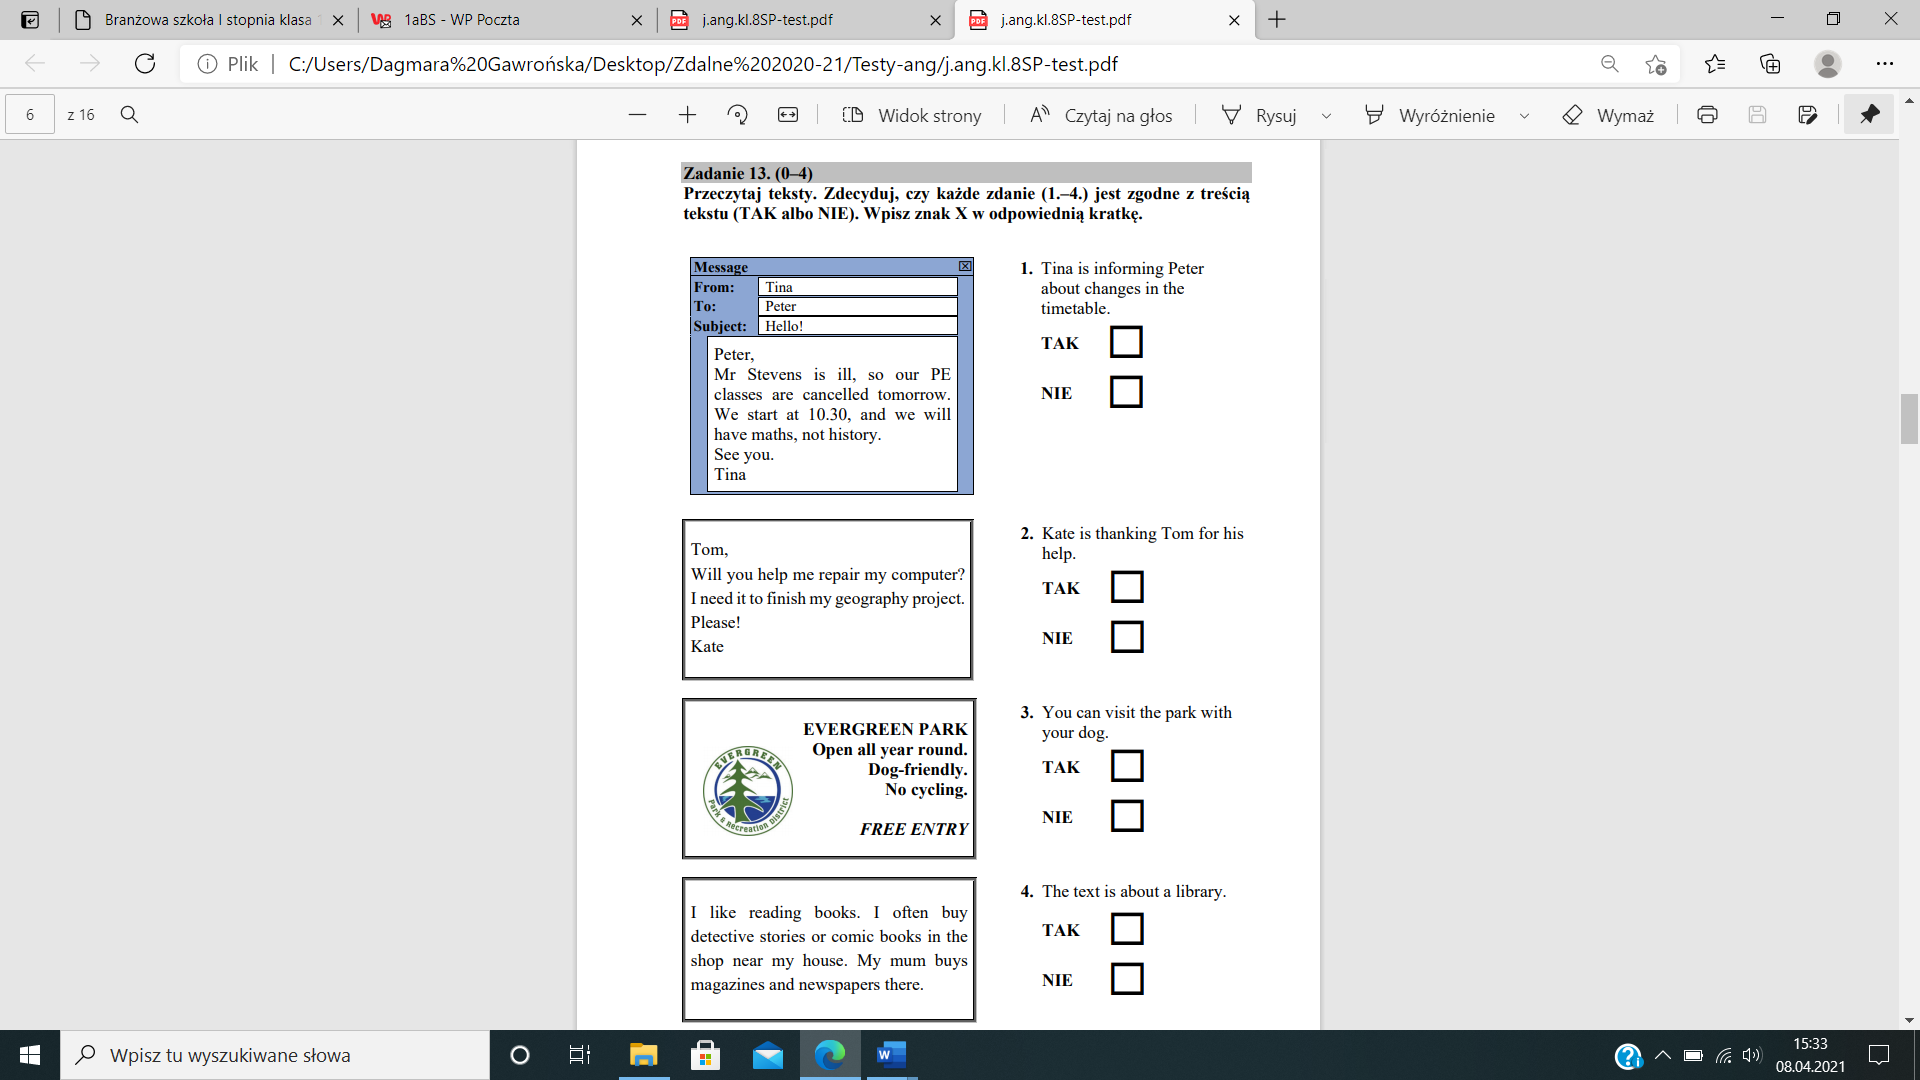 Branżowa szkoła I stopnia klasa
1aBS - WP Poczta
j.ang.kl.8SP-test.pdf
j.ang.kl.8SP-test.pdf
Plik
C:/Users/Dagmara%20Gawrońska/Desktop/Zdalne%202020-21/Testy-ang/j.ang.kl.8SP-test.pdf
6 z 16
Widok strony
Czytaj na głos
Rysuj
Wyróżnienie
Wymaż
Zadanie 13. (0–4)
Przeczytaj teksty. Zdecyduj, czy każde zdanie (1.–4.) jest zgodne z treścią
tekstu (TAK albo NIE). Wpisz znak X w odpowiednią kratkę.
Message
From: Tina
To: Peter
Subject: Hello!
Peter,
Mr Stevens is ill, so our PE
classes are cancelled tomorrow.
We start at 10.30, and we will
have maths, not history.
See you.
Tina
1. Tina is informing Peter
about changes in the
timetable.
TAK
NIE
Tom,
Will you help me repair my computer?
I need it to finish my geography project.
Please!
Kate
2. Kate is thanking Tom for his
help.
TAK
NIE
EVERGREEN PARK
Open all year round.
Dog-friendly.
No cycling.
FREE ENTRY
EVERGREEN
Park & Recreation District
3. You can visit the park with
your dog.
TAK
NIE
I like reading books. I often buy
detective stories or comic books in the
shop near my house. My mum buys
magazines and newspapers there.
4. The text is about a library.
TAK
NIE
Wpisz tu wyszukiwane słowa
15:33
08.04.2021